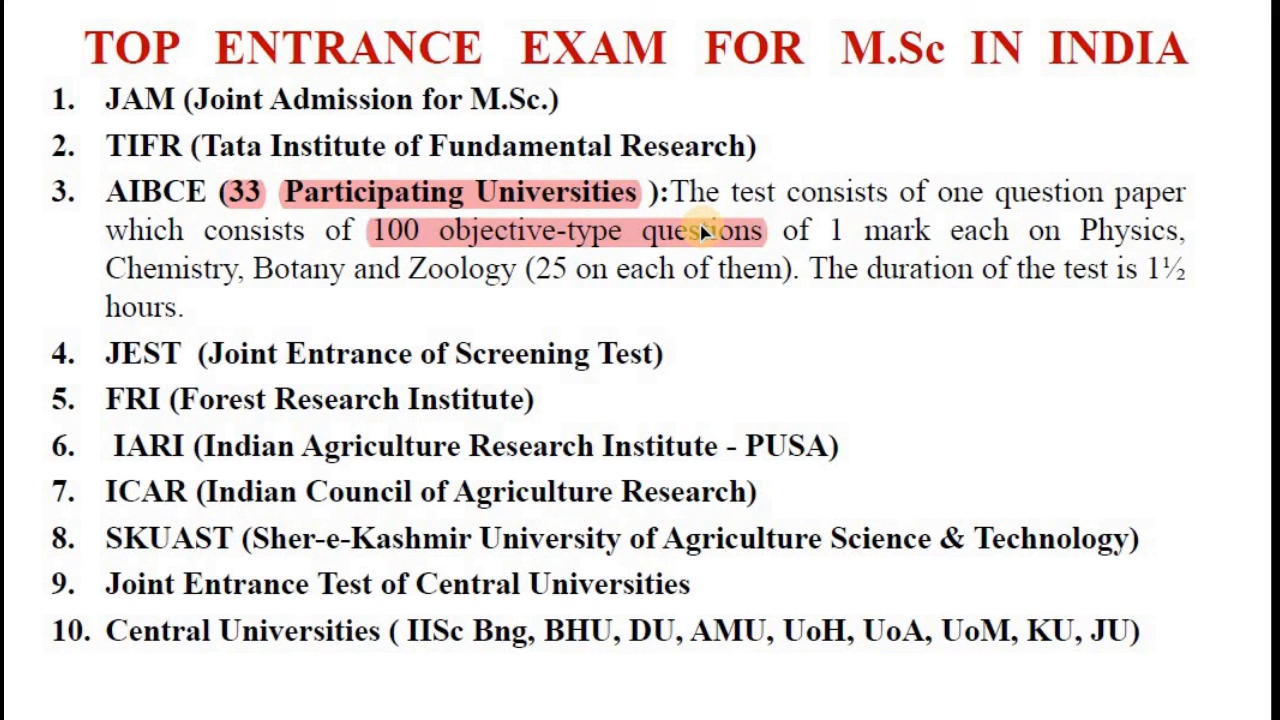 TOP ENTRANCE EXAM FOR M.Sc IN INDIA
1. JAM (Joint Admission for M.Sc.)
2. TIFR (Tata Institute of Fundamental Research)
3. AIBCE (33 Participating Universities ):The test consists of one question paper
which consists of 100 objective-type questions of 1 mark each on Physics,
Chemistry, Botany and Zoology (25 on each of them). The duration of the test is 1½
hours.
4. JEST (Joint Entrance of Screening Test)
5. FRI (Forest Research Institute)
6. IARI (Indian Agriculture Research Institute - PUSA)
7. ICAR (Indian Council of Agriculture Research)
8. SKUAST (Sher-e-Kashmir University of Agriculture Science & Technology)
9. Joint Entrance Test of Central Universities
10. Central Universities ( IISc Bng, BHU, DU, AMU, UoH, UoA, UoM, KU, JU)